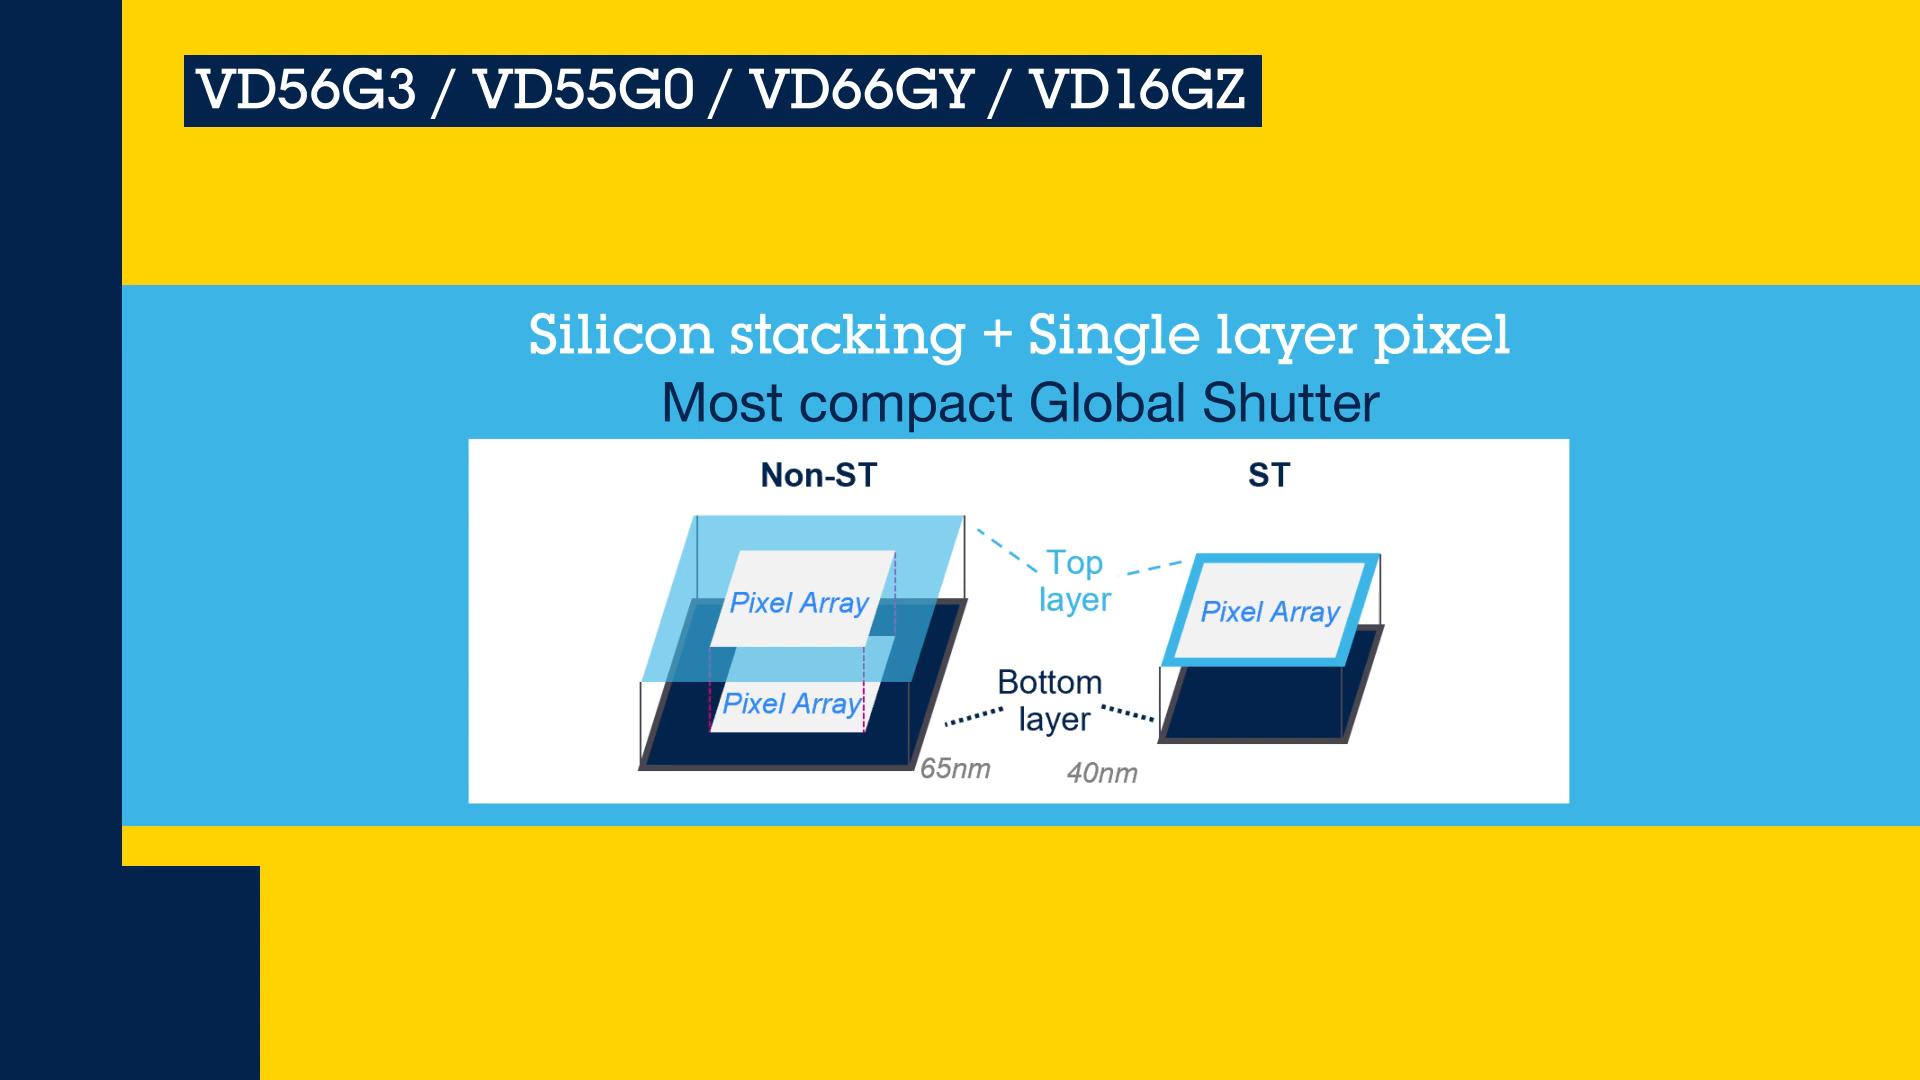 VD56G3 / VD55G0 / VD66GY / VD16GZ
Silicon stacking + Single layer pixel
Most compact Global Shutter
Non-ST
ST
Top
layer
Pixel Array
Pixel Array
Bottom
layer
Pixel Array
65nm
40nm